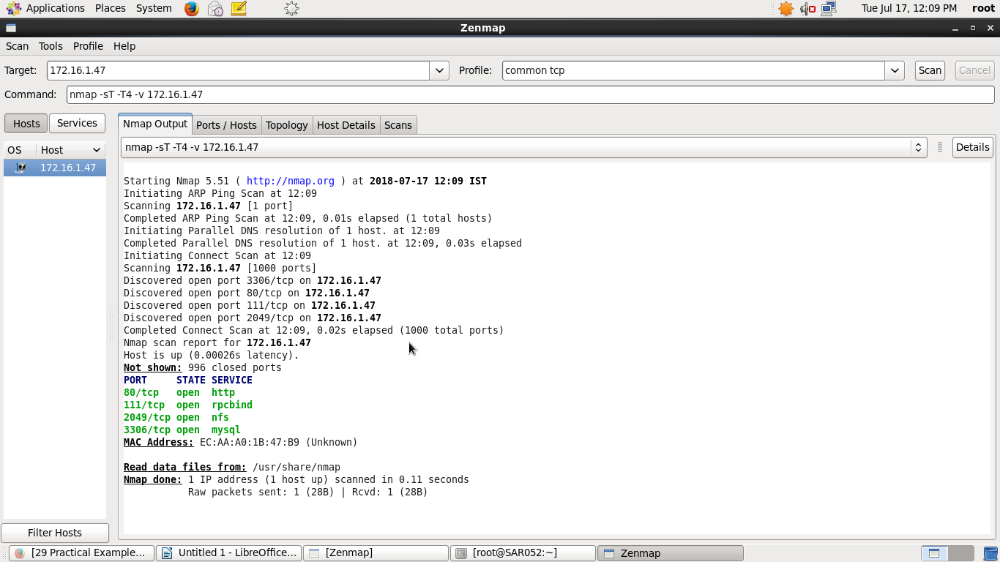 Applications Places System Tue Jul 17, 12:09 PM root
Zenmap
Scan Tools Profile Help
Target: 172.16.1.47 Profile: common tcp Scan Cancel
Command: nmap -sT -T4 -v 172.16.1.47
Hosts Services
Nmap Output Ports / Hosts Topology Host Details Scans
OS Host
172.16.1.47
nmap -sT -T4 -v 172.16.1.47 Details
Starting Nmap 5.51 ( http://nmap.org ) at 2018-07-17 12:09 IST
Initiating ARP Ping Scan at 12:09
Scanning 172.16.1.47 [1 port]
Completed ARP Ping Scan at 12:09, 0.01s elapsed (1 total hosts)
Initiating Parallel DNS resolution of 1 host. at 12:09
Completed Parallel DNS resolution of 1 host. at 12:09, 0.03s elapsed
Initiating Connect Scan at 12:09
Scanning 172.16.1.47 [1000 ports]
Discovered open port 3306/tcp on 172.16.1.47
Discovered open port 80/tcp on 172.16.1.47
Discovered open port 111/tcp on 172.16.1.47
Discovered open port 2049/tcp on 172.16.1.47
Completed Connect Scan at 12:09, 0.02s elapsed (1000 total ports)
Nmap scan report for 172.16.1.47
Host is up (0.00026s latency).
Not shown: 996 closed ports
PORT STATE SERVICE
80/tcp open http
111/tcp open rpcbind
2049/tcp open nfs
3306/tcp open mysql
MAC Address: EC:AA:A0:1B:47:B9 (Unknown)
Read data files from: /usr/share/nmap
Nmap done: 1 IP address (1 host up) scanned in 0.11 seconds
Raw packets sent: 1 (28B) | Rcvd: 1 (28B)
Filter Hosts
[29 Practical Example... Untitled 1 - LibreOffice... [Zenmap] [root@SAR052:~] Zenmap